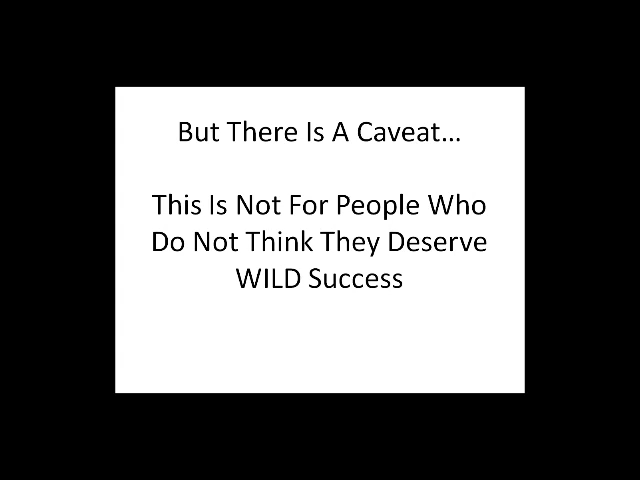 But There Is A Caveat...
This Is Not For People Who
Do Not Think They Deserve
WILD Success